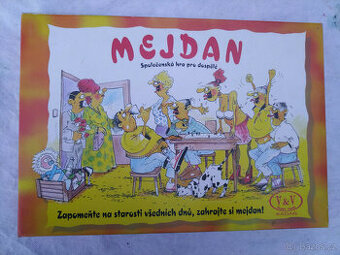 MEJDAN
Společenská hra pro dospělé
Zapomeňte na starosti všedních dnů, zahrajte si mejdan!
V & V